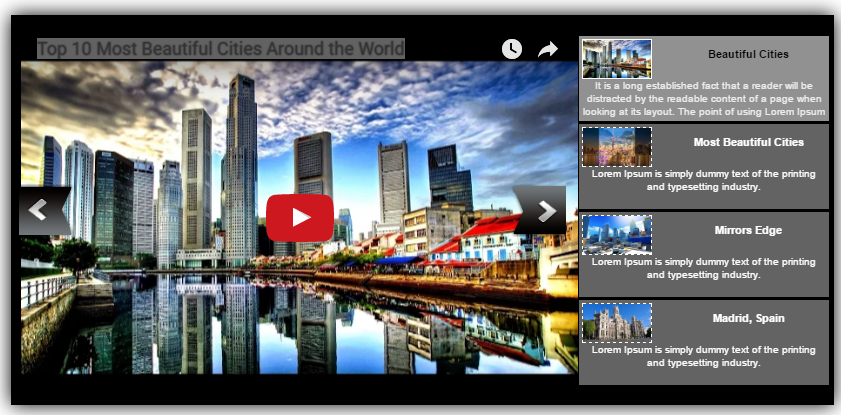 Top 10 Most Beautiful Cities Around the World
Beautiful Cities
It is a long established fact that a reader will be
distracted by the readable content of a page when
looking at its layout. The point of using Lorem Ipsum
Most Beautiful Cities
Lorem Ipsum is simply dummy text of the printing
and typesetting industry.
Mirrors Edge
Lorem Ipsum is simply dummy text of the printing
and typesetting industry.
Madrid, Spain
Lorem Ipsum is simply dummy text of the printing
and typesetting industry.